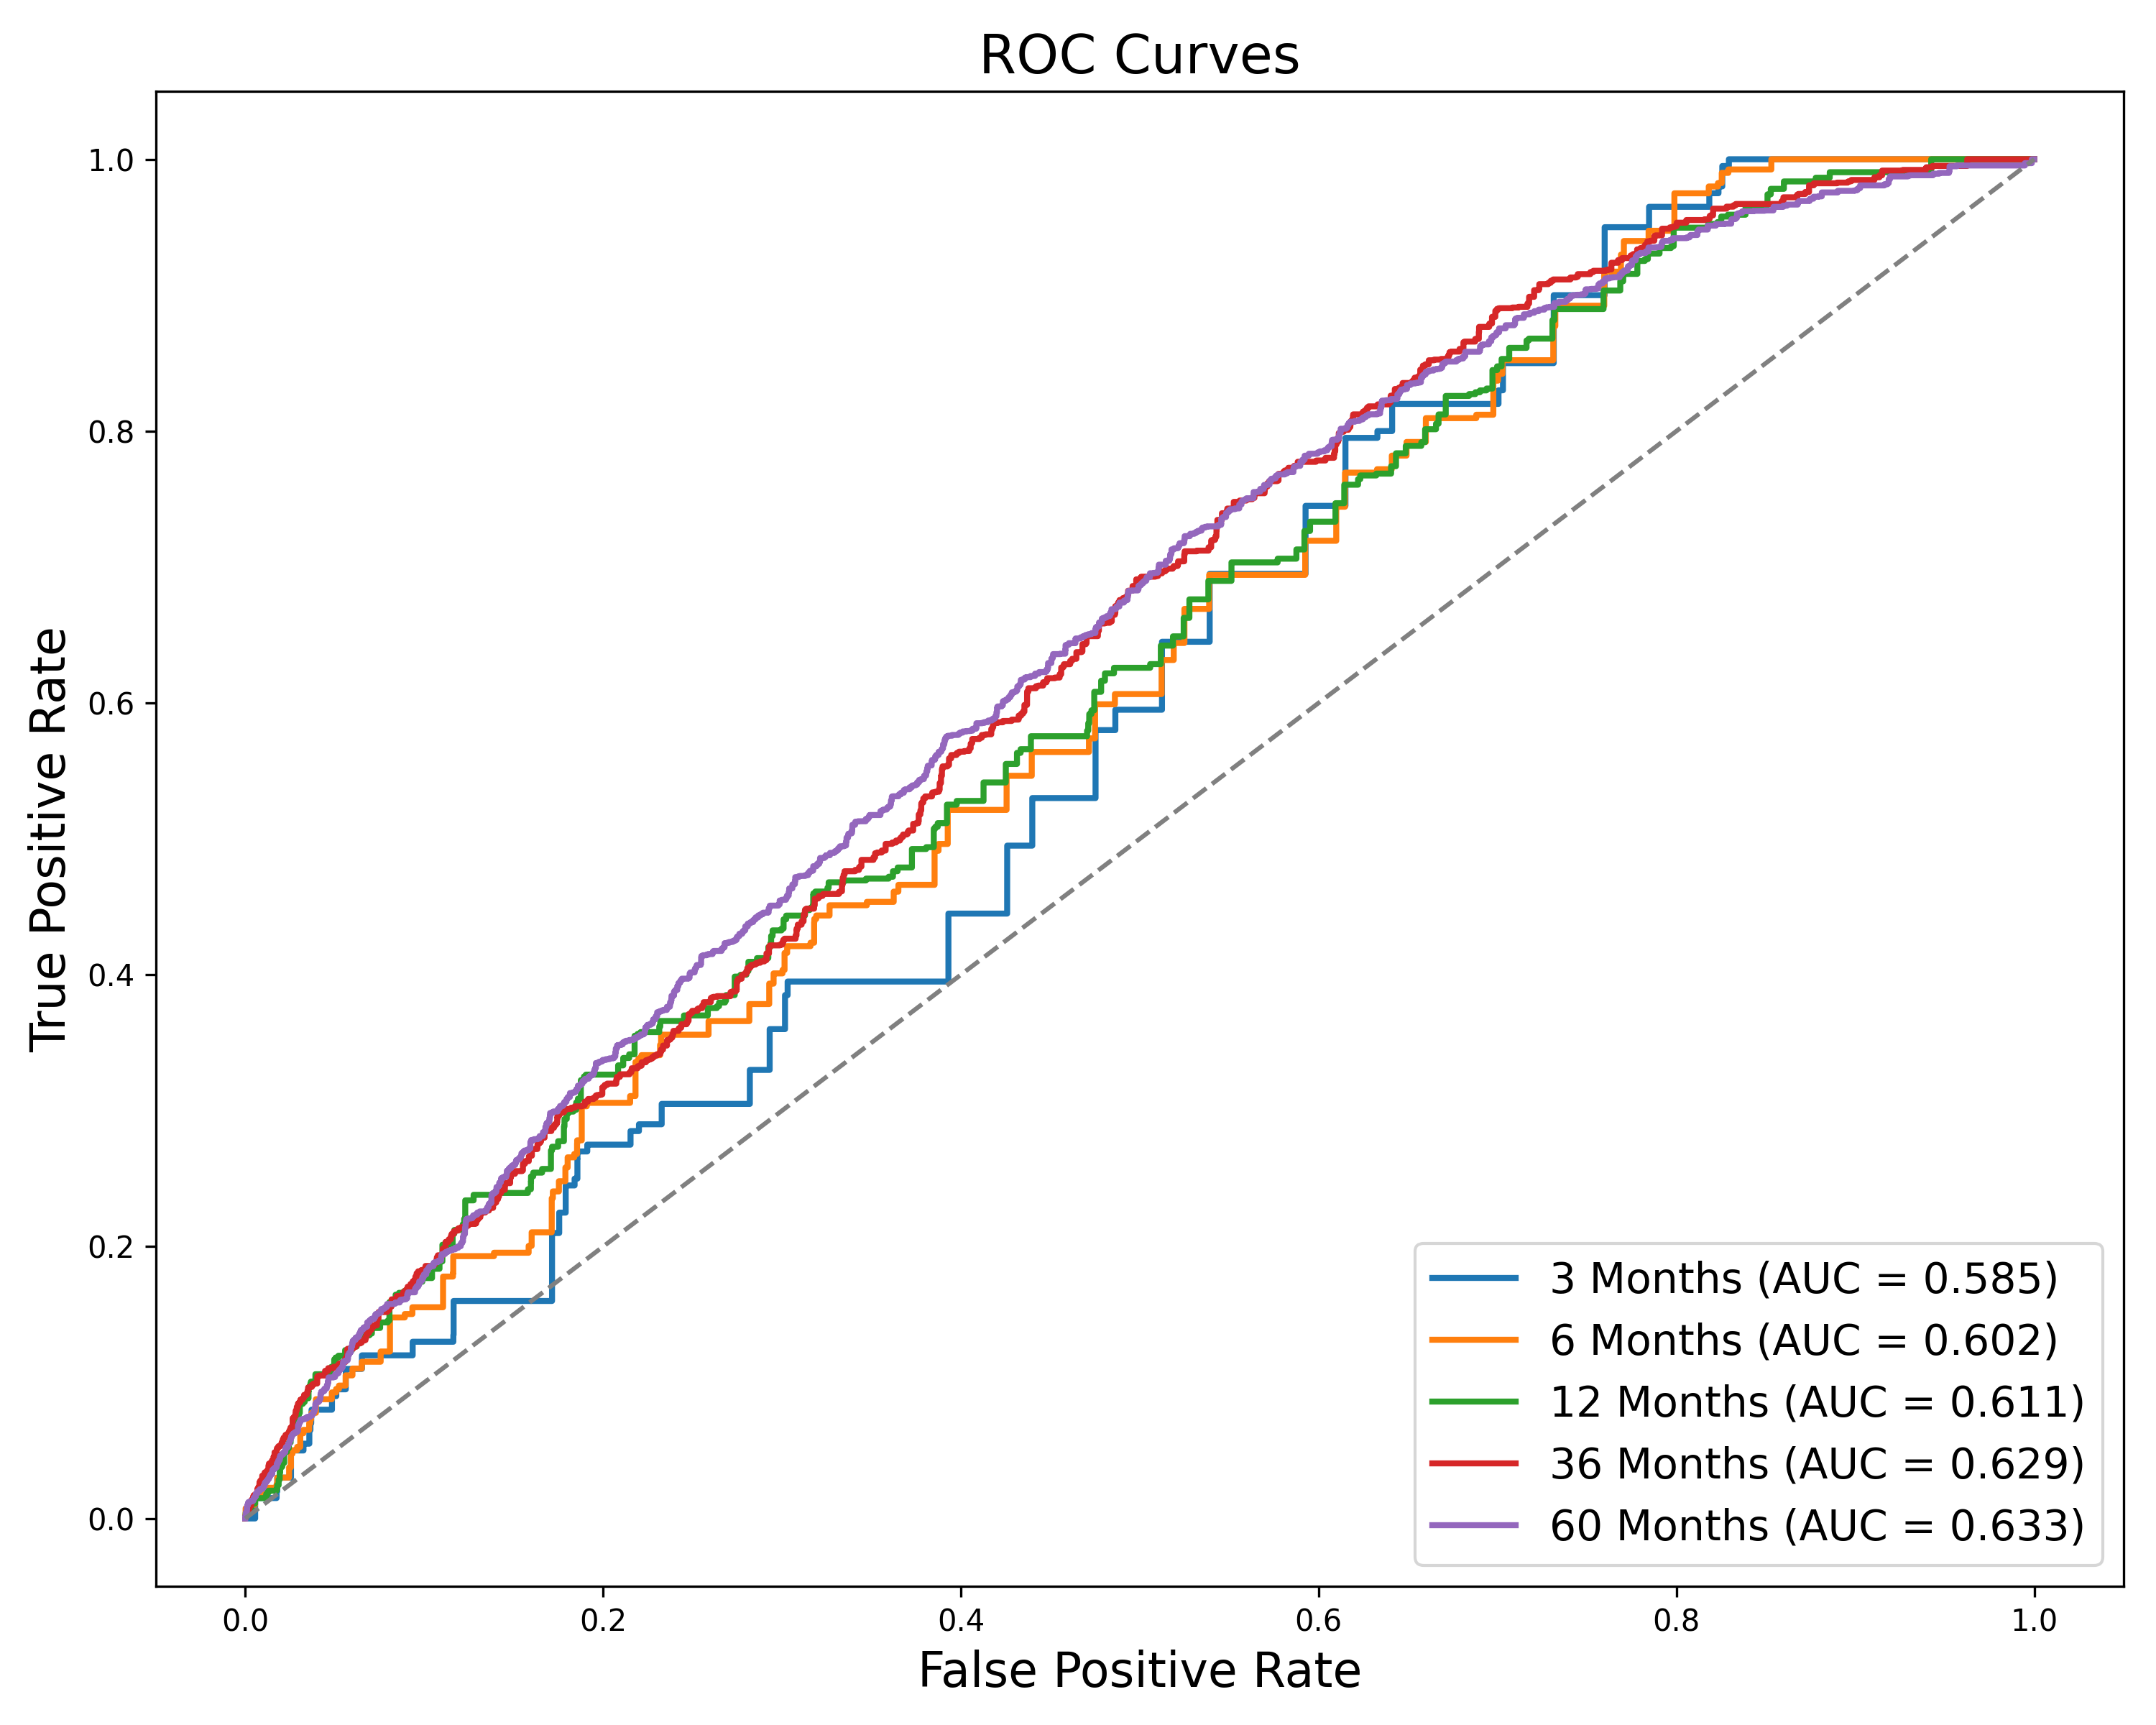 ROC Curves
True Positive Rate
1.0
0.8
0.6
0.4
0.2
0.0
0.0 0.2 0.4 0.6 0.8 1.0
False Positive Rate
3 Months (AUC = 0.585)
6 Months (AUC = 0.602)
12 Months (AUC = 0.611)
36 Months (AUC = 0.629)
60 Months (AUC = 0.633)